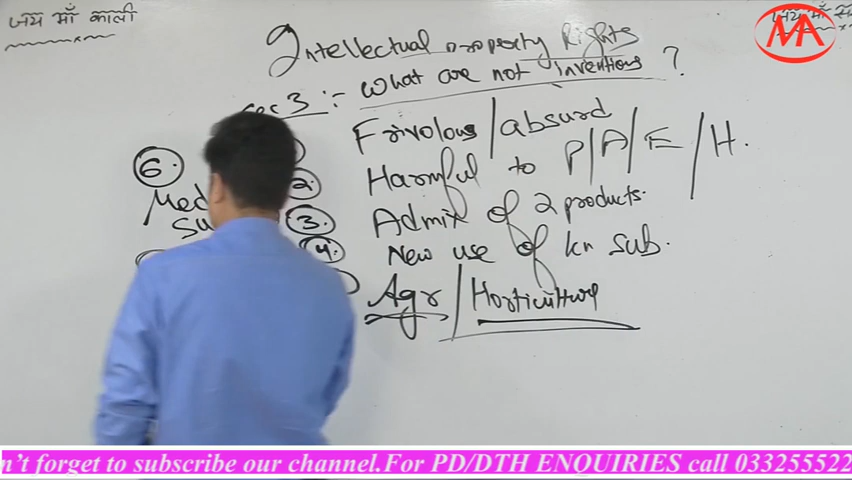 जय माँ काली
Intellectual property Rights
Sec 3 :- What are not inventions ?
Frivolous / absurd
2. Harmful to P/A/E/H.
3. Admix of 2 products.
4. New use of kn sub.
Agr / Horticulture
6.
MA
जय माँ
n't forget to subscribe our channel.For PD/DTH ENQUIRIES call 033255522